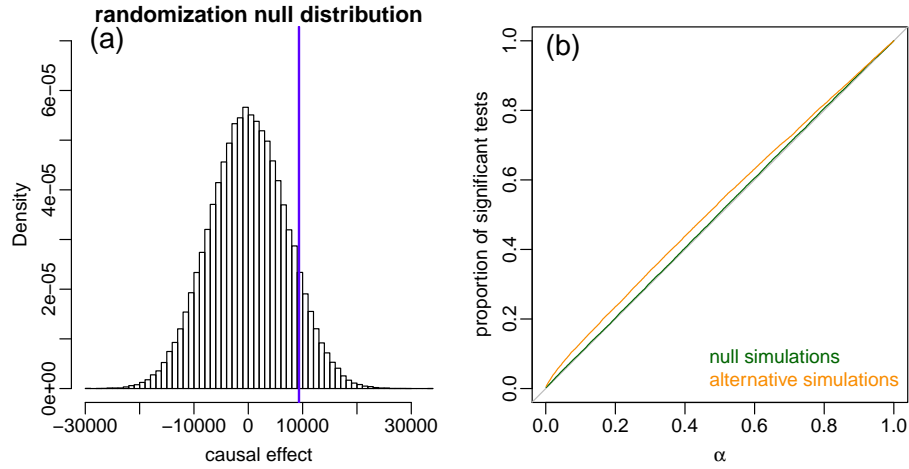 randomization null distribution
(a)
Density
0e+00
2e−05
4e−05
6e−05
−30000
−10000
0
10000
30000
causal effect
(b)
proportion of significant tests
0.0
0.2
0.4
0.6
0.8
1.0
null simulations
alternative simulations
0.0
0.2
0.4
0.6
0.8
1.0
α